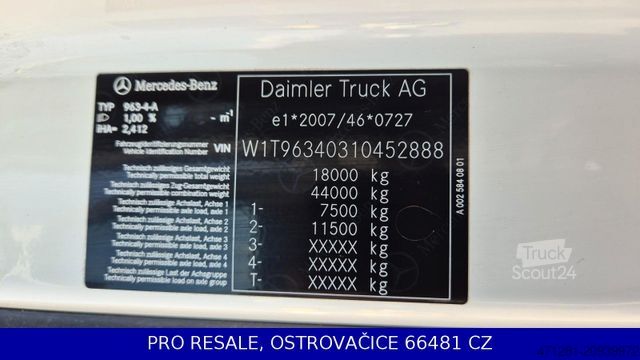 Mercedes-Benz
TYP 963-4-A
1,00 % - m⁻¹
IHA= 2,412
Fahrzeugidentifizierungsnummer
Vehicle Identification Number VIN
Technisch zulässiges Gesamtgewicht
Technically permissible total weight
Technisch zulässiges Zug-Gesamtgewicht
Technically permissible combination weight
Technisch zulässige Achslast, Achse 1
Technically permissible axle load, axle 1
Technisch zulässige Achslast, Achse 2
Technically permissible axle load, axle 2
Technisch zulässige Achslast, Achse 3
Technically permissible axle load, axle 3
Technisch zulässige Achslast, Achse 4
Technically permissible axle load, axle 4
Technisch zulässige Last der Achsgruppe
Technically permissible load on axle group
Daimler Truck AG
e1*2007/46*0727
W1T96340310452888
18000 kg
44000 kg
1- 7500 kg
2- 11500 kg
3- XXXXX kg
4- XXXXX kg
T- XXXXX kg
A 002 584 08 01
Truck
Scout24
PRO RESALE, OSTROVAČICE 66481 CZ